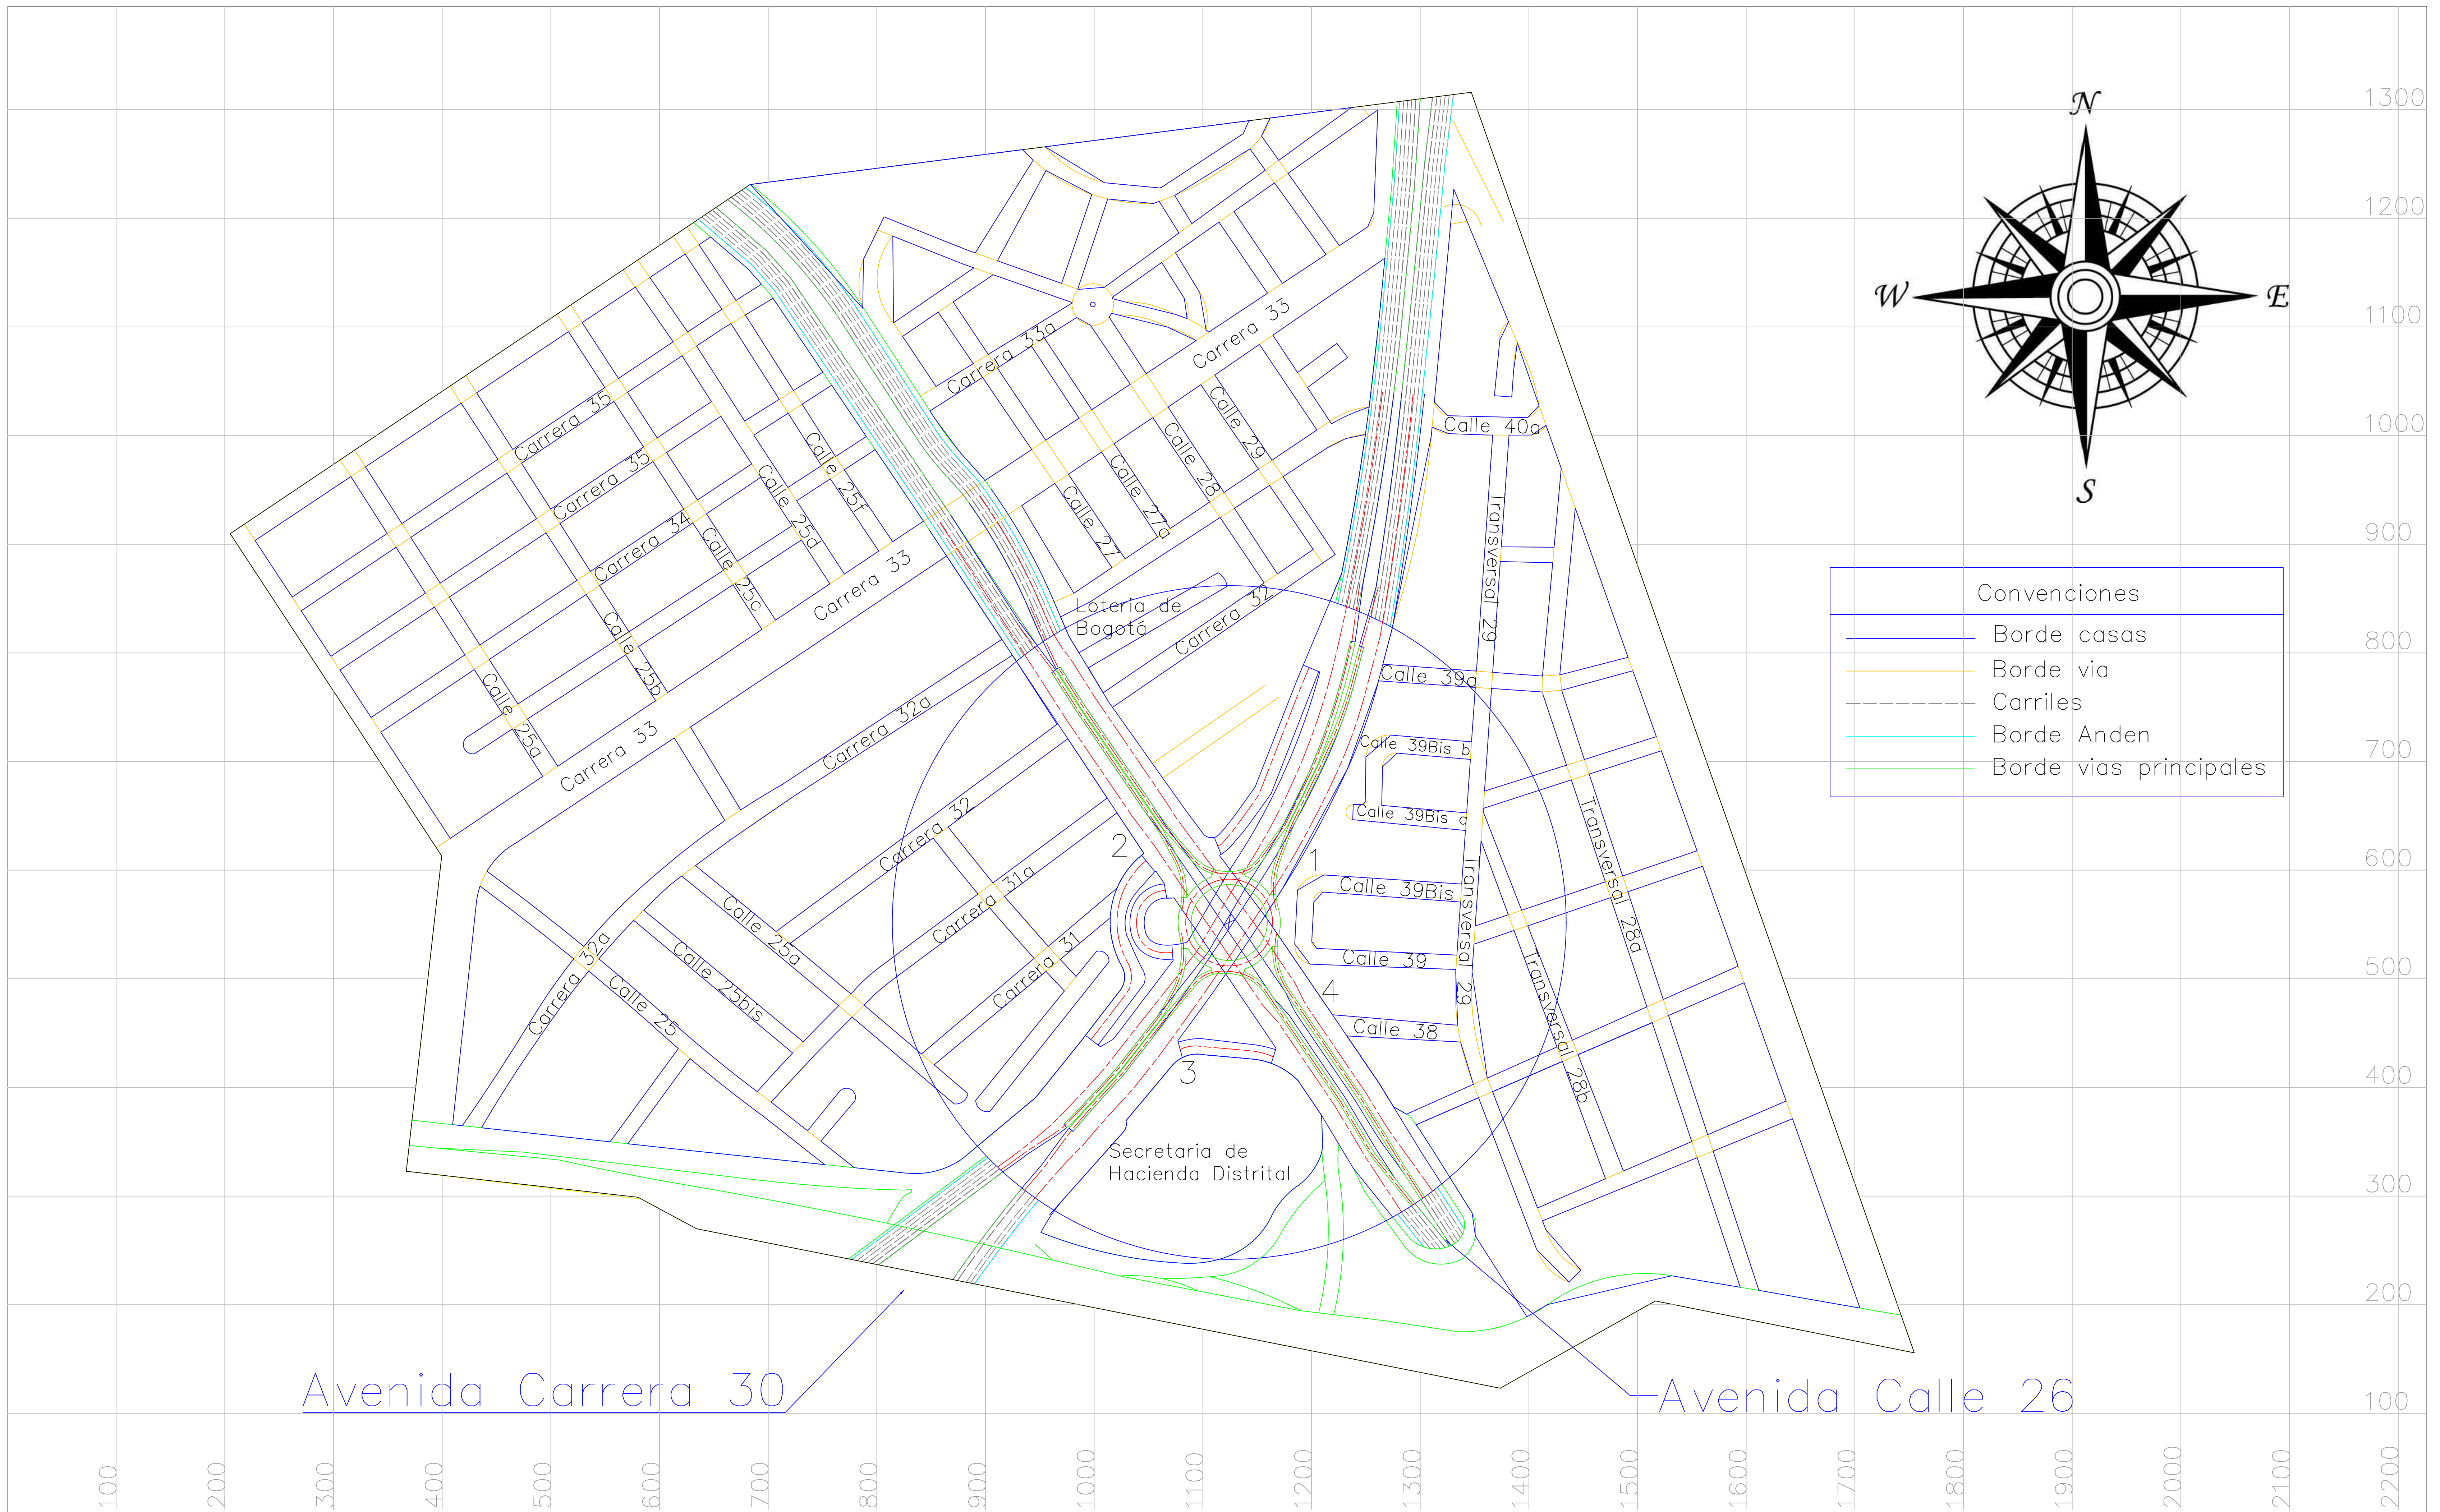 1300
N
1200
W
E
1100
1000
S
900
800
700
600
500
400
300
200
100
Carrera 33a
Carrera 33
Carrera 35
Carrera 35
Carrera 34
Calle 25f
Calle 25d
Calle 25c
Calle 25b
Calle 25a
Carrera 33
Carrera 33
Calle 29
Calle 28
Calle 27a
Calle 27
Calle 40a
Transversal 29
Loteria de
Bogotá
Carrera 32
Calle 39a
Carrera 32a
Calle 39Bis b
Calle 39Bis a
Carrera 32
2
1
Carrera 31a
Calle 39Bis
Transversal 29
Transversal 28a
Calle 25a
Carrera 31
Calle 39
Carrera 32a
Calle 25bis
Calle 25
4
Calle 38
Transversal 28b
3
Secretaria de
Hacienda Distrital
Convenciones
Borde casas
Borde via
Carriles
Borde Anden
Borde vias principales
Avenida Carrera 30
Avenida Calle 26
100
200
300
400
500
600
700
800
900
1000
1100
1200
1300
1400
1500
1600
1700
1800
1900
2000
2100
2200